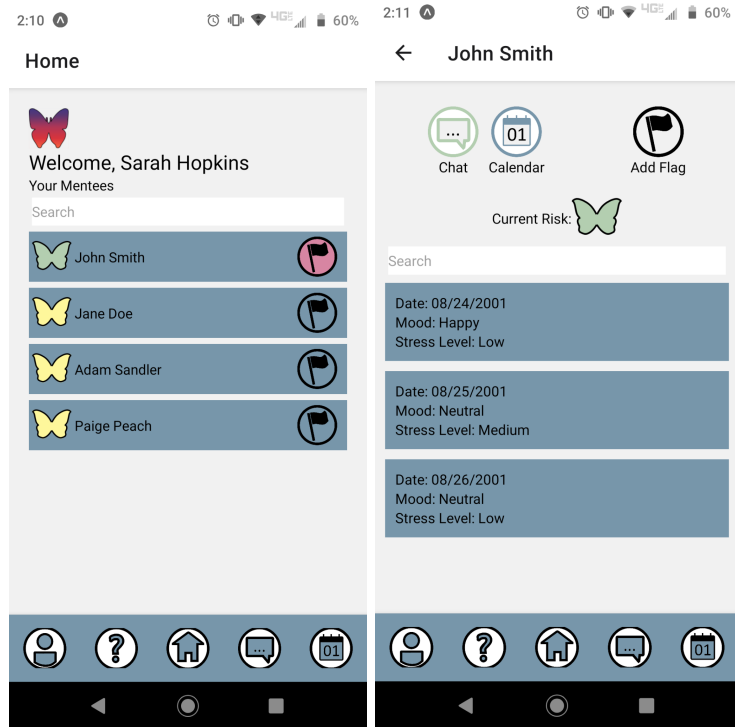 2:10
4G
60%
Home
Welcome, Sarah Hopkins
Your Mentees
Search
John Smith
Jane Doe
Adam Sandler
Paige Peach
?
...
01
2:11
4G
60%
John Smith
...
01
Chat
Calendar
Add Flag
Current Risk:
Search
Date: 08/24/2001
Mood: Happy
Stress Level: Low
Date: 08/25/2001
Mood: Neutral
Stress Level: Medium
Date: 08/26/2001
Mood: Neutral
Stress Level: Low
?
...
01